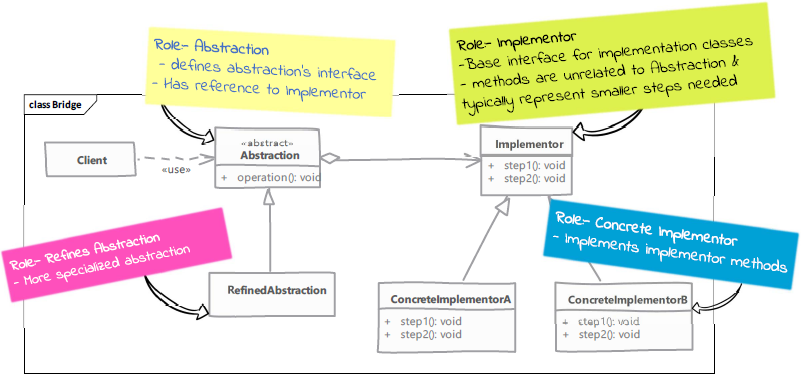 Role- Abstraction
- defines abstraction's interface
- Has reference to Implementor
Role- Implementor
-Base interface for implementation classes
- methods are unrelated to Abstraction &
typically represent smaller steps needed
class Bridge
Client
«use»
«abstract»
Abstraction
+ operation(): void
Implementor
+ step1(): void
+ step2(): void
Role- Refines Abstraction
- More specialized abstraction
Role- Concrete Implementor
- Implements implementor methods
RefinedAbstraction
ConcreteImplementorA
+ step1(): void
+ step2(): void
ConcreteImplementorB
+ step1(): void
+ step2(): void